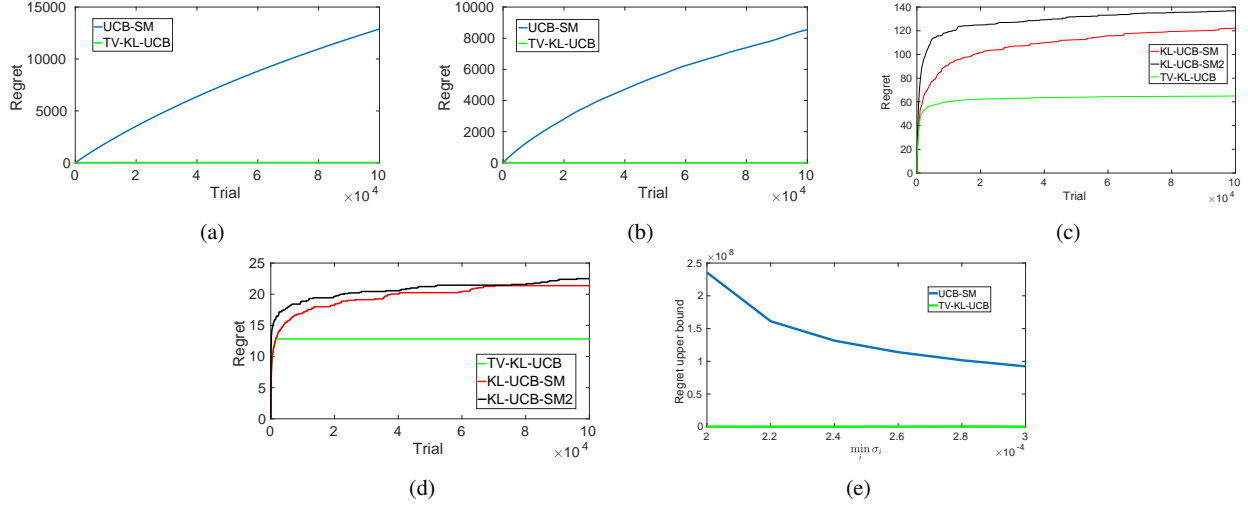 15000
10000
5000
0
Regret
UCB-SM
TV-KL-UCB
0 2 4 6 8 10
Trial
×10^4
(a)
10000
8000
6000
4000
2000
0
Regret
UCB-SM
TV-KL-UCB
0 2 4 6 8 10
Trial
×10^4
(b)
140
120
100
80
60
40
20
0
Regret
KL-UCB-SM
KL-UCB-SM2
TV-KL-UCB
0 2 4 6 8 10
Trial
×10^4
(c)
25
20
15
10
5
0
Regret
TV-KL-UCB
KL-UCB-SM
KL-UCB-SM2
0 2 4 6 8 10
Trial
×10^4
(d)
×10^8
2.5
2
1.5
1
0.5
0
Regret upper bound
UCB-SM
TV-KL-UCB
2 2.2 2.4 2.6 2.8 3
min σ_i
i
×10^-4
(e)